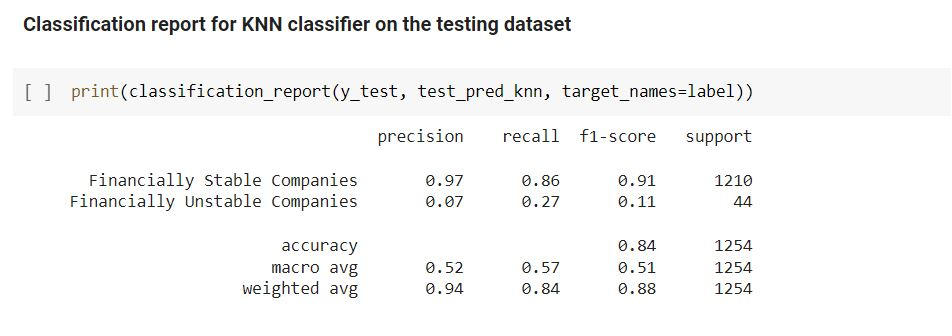 Classification report for KNN classifier on the testing dataset
[ ] print(classification_report(y_test, test_pred_knn, target_names=label))
precision recall f1-score support
Financially Stable Companies 0.97 0.86 0.91 1210
Financially Unstable Companies 0.07 0.27 0.11 44
accuracy 0.84 1254
macro avg 0.52 0.57 0.51 1254
weighted avg 0.94 0.84 0.88 1254